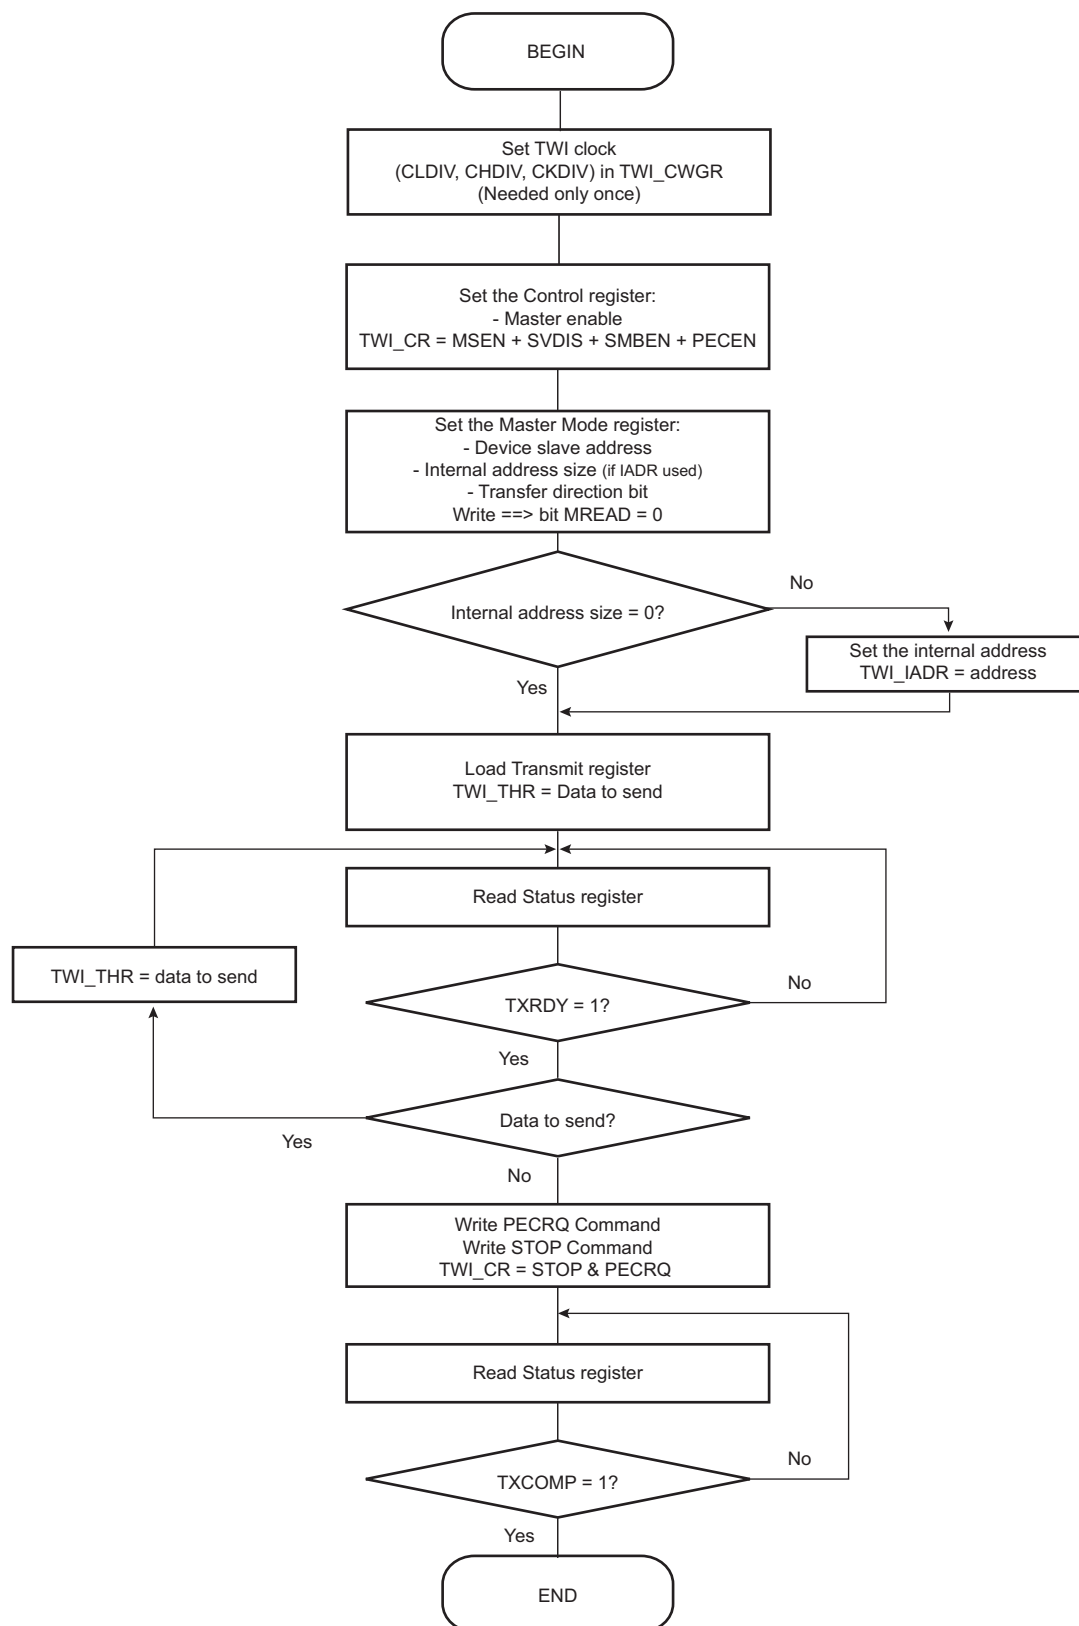 BEGIN
Set TWI clock
(CLDIV, CHDIV, CKDIV) in TWI_CWGR
(Needed only once)
Set the Control register:
- Master enable
TWI_CR = MSEN + SVDIS + SMBEN + PECEN
Set the Master Mode register:
- Device slave address
- Internal address size (if IADR used)
- Transfer direction bit
Write ==> bit MREAD = 0
No
Internal address size = 0?
Set the internal address
TWI_IADR = address
Yes
Load Transmit register
TWI_THR = Data to send
Read Status register
TWI_THR = data to send
No
TXRDY = 1?
Yes
Data to send?
Yes
No
Write PECRQ Command
Write STOP Command
TWI_CR = STOP & PECRQ
Read Status register
No
TXCOMP = 1?
Yes
END